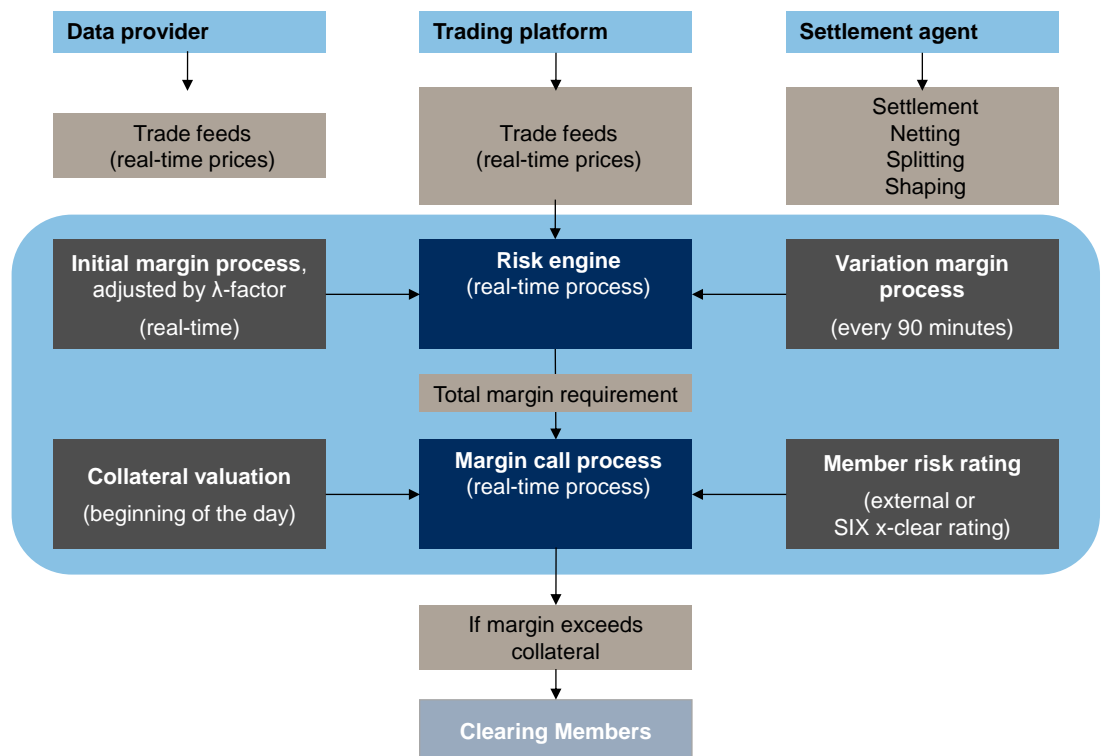 Data provider
Trading platform
Settlement agent
Trade feeds
(real-time prices)
Trade feeds
(real-time prices)
Settlement
Netting
Splitting
Shaping
Initial margin process,
adjusted by λ-factor
(real-time)
Risk engine
(real-time process)
Variation margin
process
(every 90 minutes)
Total margin requirement
Collateral valuation
(beginning of the day)
Margin call process
(real-time process)
Member risk rating
(external or
SIX x-clear rating)
If margin exceeds
collateral
Clearing Members